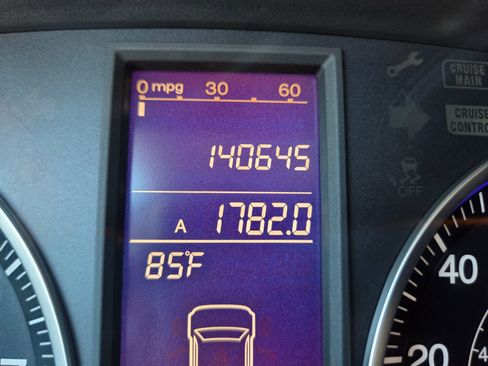 0 mpg 30 60
CRUISE MAIN
CRUISE CONTROL
140645
A 1782.0
OFF
85°F
40
20